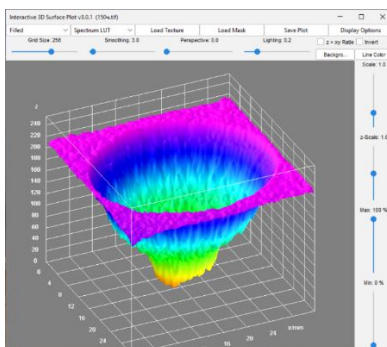 Interactive 3D Surface Plot v3.0.1 (150v.tif)
Filled Spectrum LUT Load Texture Load Mask Save Plot Display Options
Grid Size: 256 Smoothing: 3.0 Perspective: 0.0 Lighting: 0.2 z = xy Ratio Invert
Backgro... Line Color
Scale: 1.0
z
240
220
200
180
160
140
120
100
80
60
40
20
0
z-Scale: 1.0
Max: 100 %
Min: 0 %
0
4
8
12
16
20
24
16
20
24
x/mm